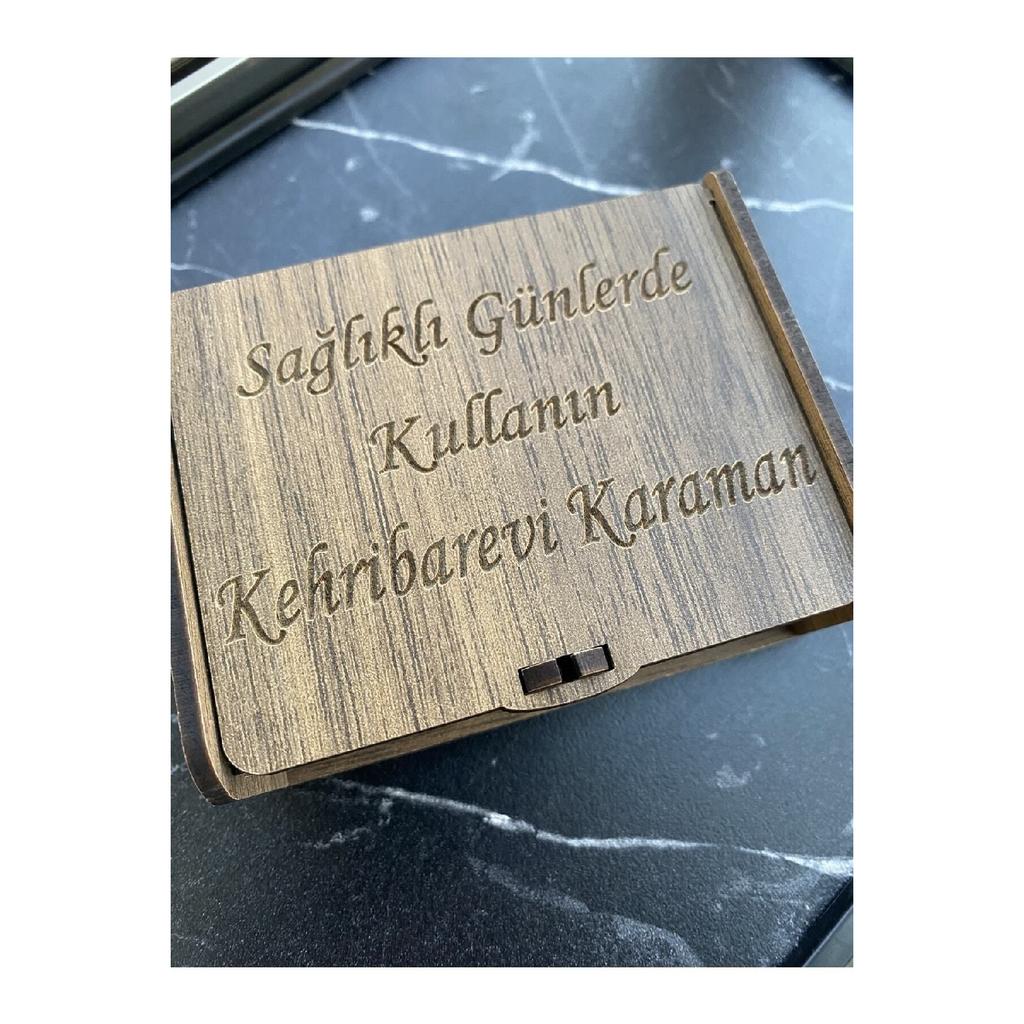 Sağlıklı Günlerde
Kullanın
Kehribarevi Karaman